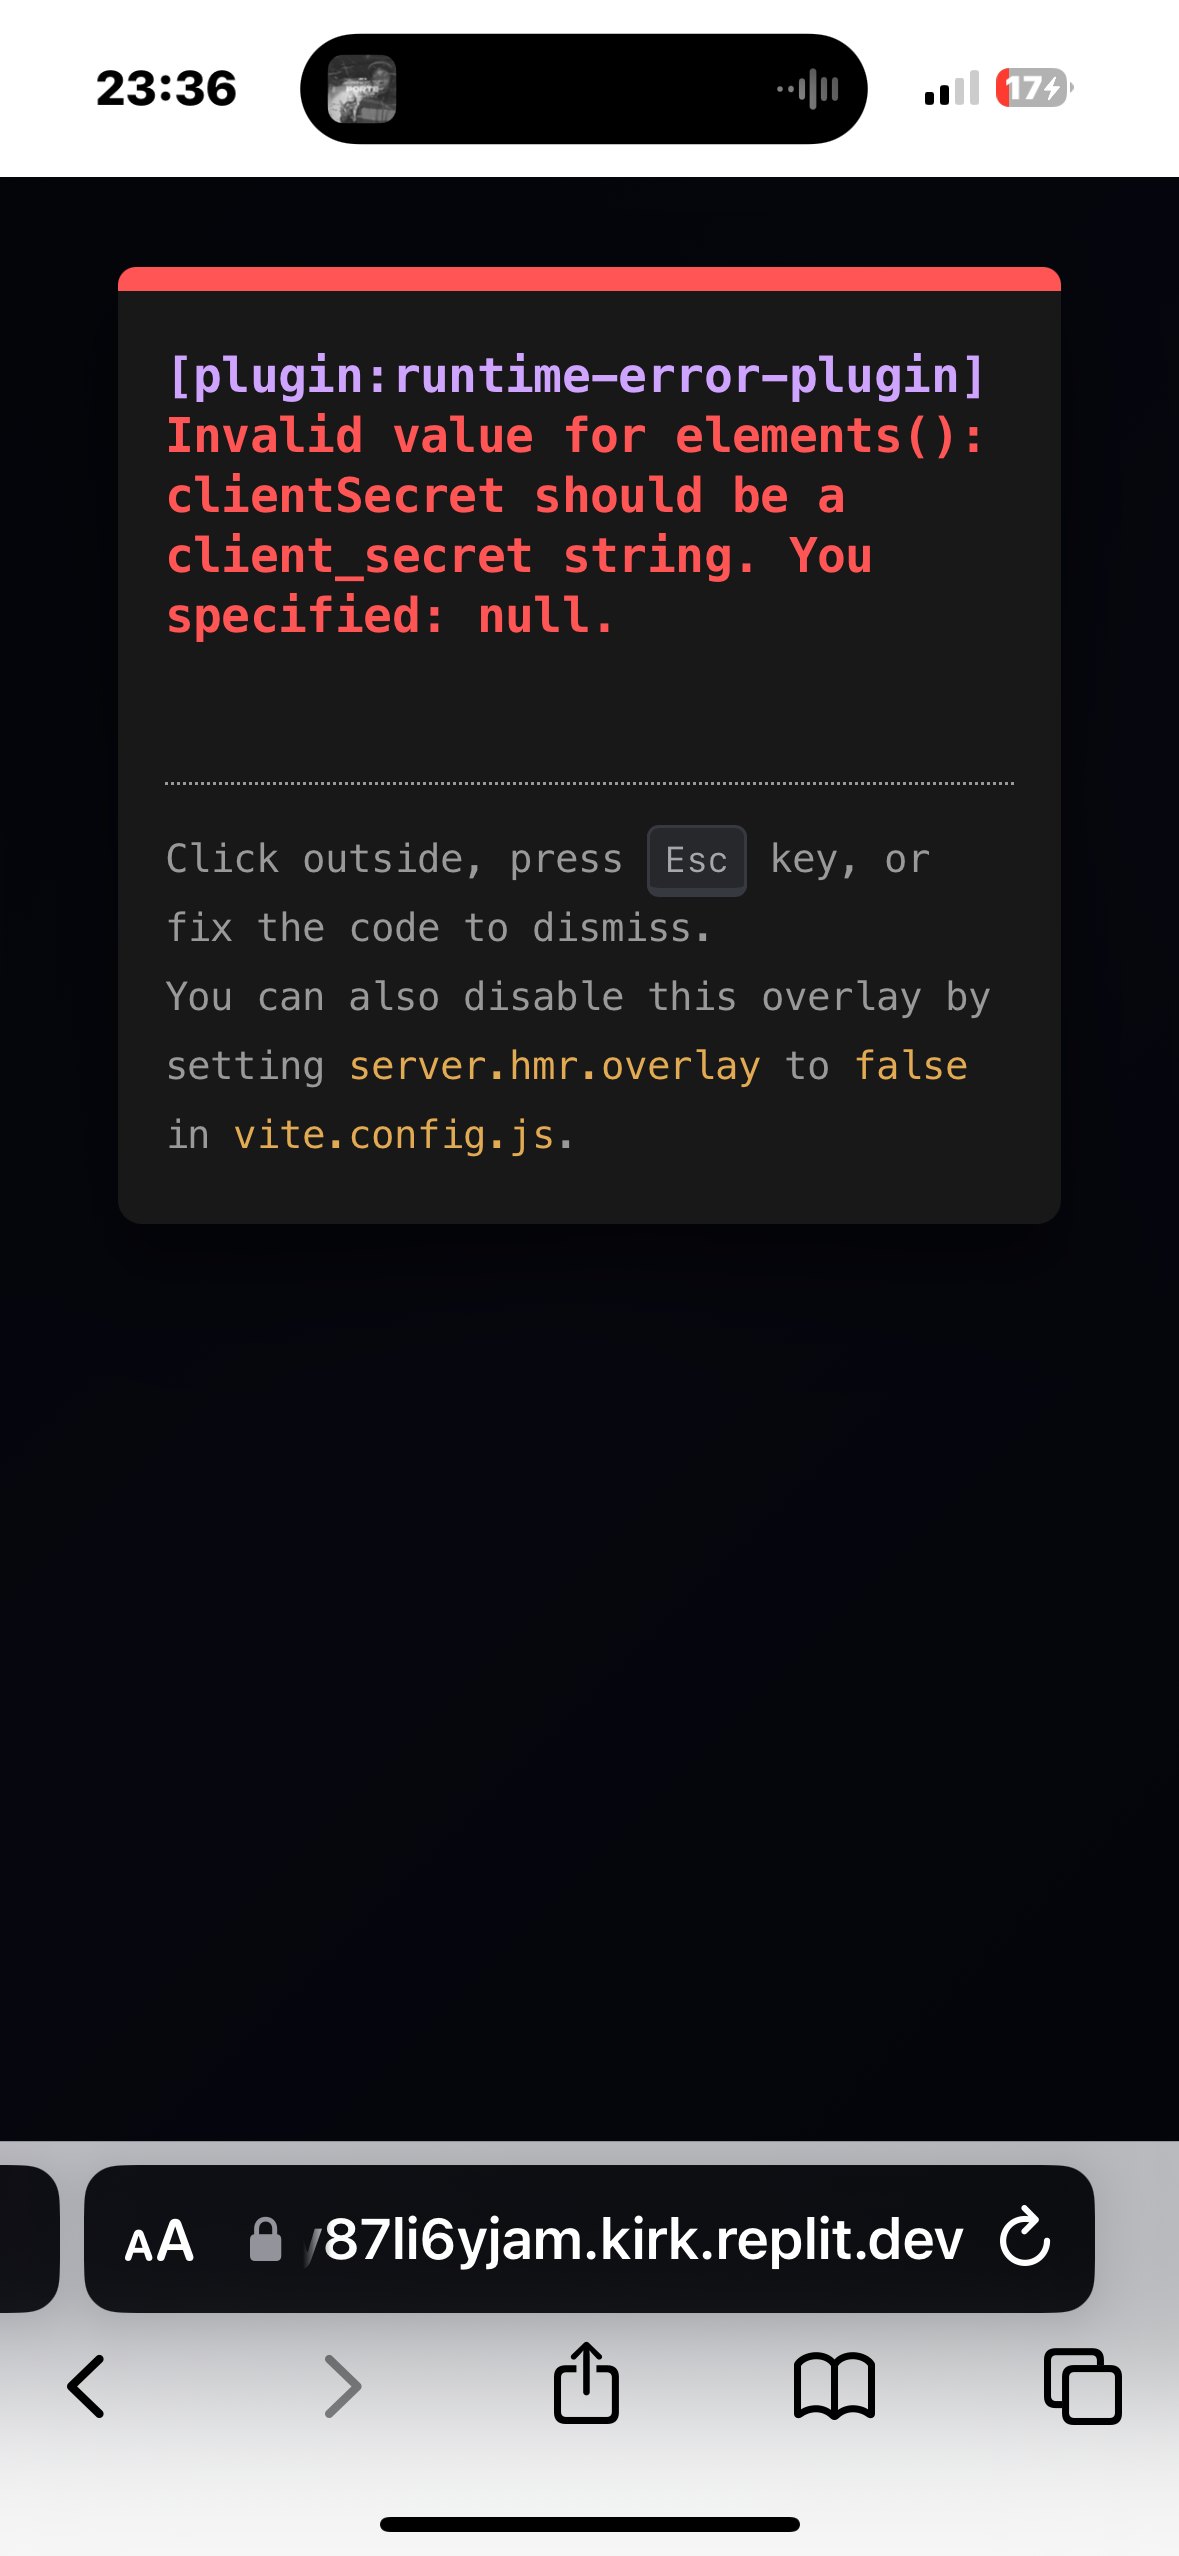 23:36
PORTE
17
[plugin:runtime-error-plugin]
Invalid value for elements():
clientSecret should be a
client_secret string. You
specified: null.
Click outside, press Esc key, or
fix the code to dismiss.
You can also disable this overlay by
setting server.hmr.overlay to false
in vite.config.js.
AA
87li6yjam.kirk.replit.dev